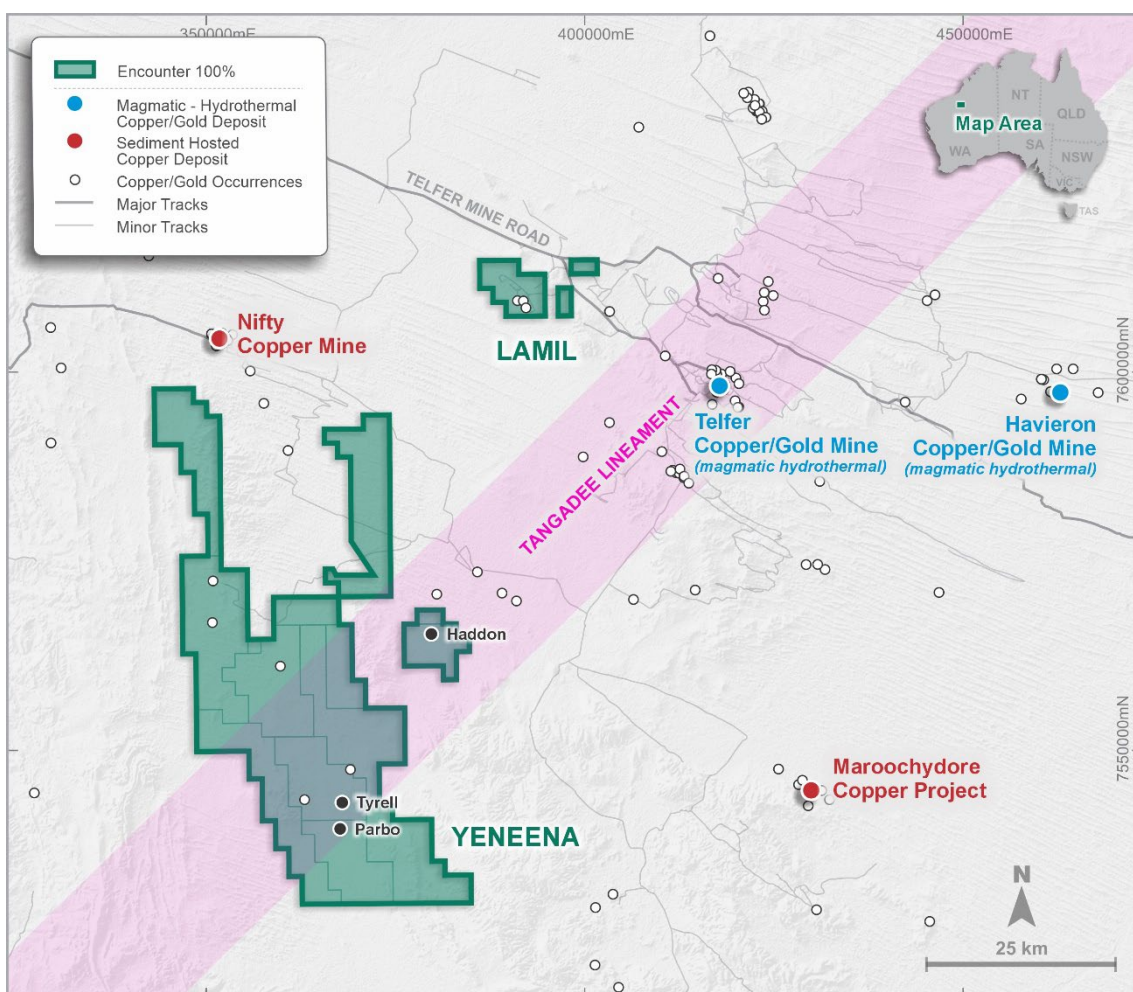 350000mE
400000mE
450000mE
Encounter 100%
Magmatic - Hydrothermal
Copper/Gold Deposit
Sediment Hosted
Copper Deposit
Copper/Gold Occurrences
Major Tracks
Minor Tracks
NT
QLD
Map Area
WA
SA
NSW
VIC
TAS
TELFER MINE ROAD
Nifty
Copper Mine
LAMIL
7600000mN
TANGADEE LINEAMENT
Telfer
Copper/Gold Mine
(magmatic hydrothermal)
Havieron
Copper/Gold Mine
(magmatic hydrothermal)
Haddon
7550000mN
Maroochydore
Copper Project
Tyrell
Parbo
YENEENA
N
25 km